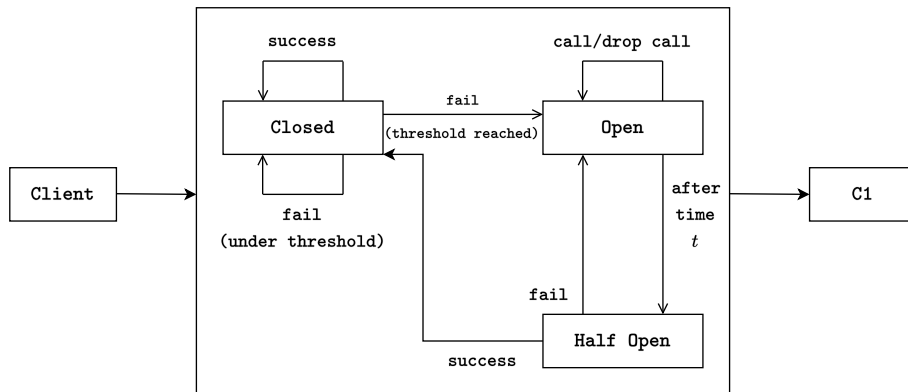 success
call/drop call
Closed
fail
(threshold reached)
Open
Client
fail
(under threshold)
after
time
t
C1
fail
Half Open
success